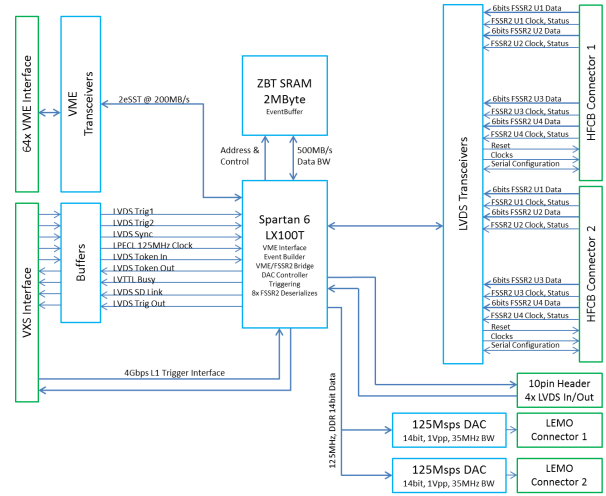 64x VME Interface
VME
Transceivers
2eSST @ 200MB/s
ZBT SRAM
2MByte
EventBuffer
Address &
Control
500MB/s
Data BW
Spartan 6
LX100T
VME Interface
Event Builder
VME/FSSR2 Bridge
DAC Controller
Triggering
8x FSSR2 Deserializes
VXS Interface
Buffers
LVDS Trig1
LVDS Trig2
LVDS Sync
LPECL 125MHz Clock
LVDS Token In
LVDS Token Out
LVTTL Busy
LVDS SD Link
LVDS Trig Out
4Gbps L1 Trigger Interface
LVDS Transceivers
6bits FSSR2 U1 Data
FSSR2 U1 Clock, Status
6bits FSSR2 U2 Data
FSSR2 U2 Clock, Status
6bits FSSR2 U3 Data
FSSR2 U3 Clock, Status
6bits FSSR2 U4 Data
FSSR2 U4 Clock, Status
Reset
Clocks
Serial Configuration
HFCB Connector 1
6bits FSSR2 U1 Data
FSSR2 U1 Clock, Status
6bits FSSR2 U2 Data
FSSR2 U2 Clock, Status
6bits FSSR2 U3 Data
FSSR2 U3 Clock, Status
6bits FSSR2 U4 Data
FSSR2 U4 Clock, Status
Reset
Clocks
Serial Configuration
HFCB Connector 2
10pin Header
4x LVDS In/Out
125MHz, DDR 14bit Data
125Msps DAC
14bit, 1Vpp, 35MHz BW
LEMO
Connector 1
125Msps DAC
14bit, 1Vpp, 35MHz BW
LEMO
Connector 2